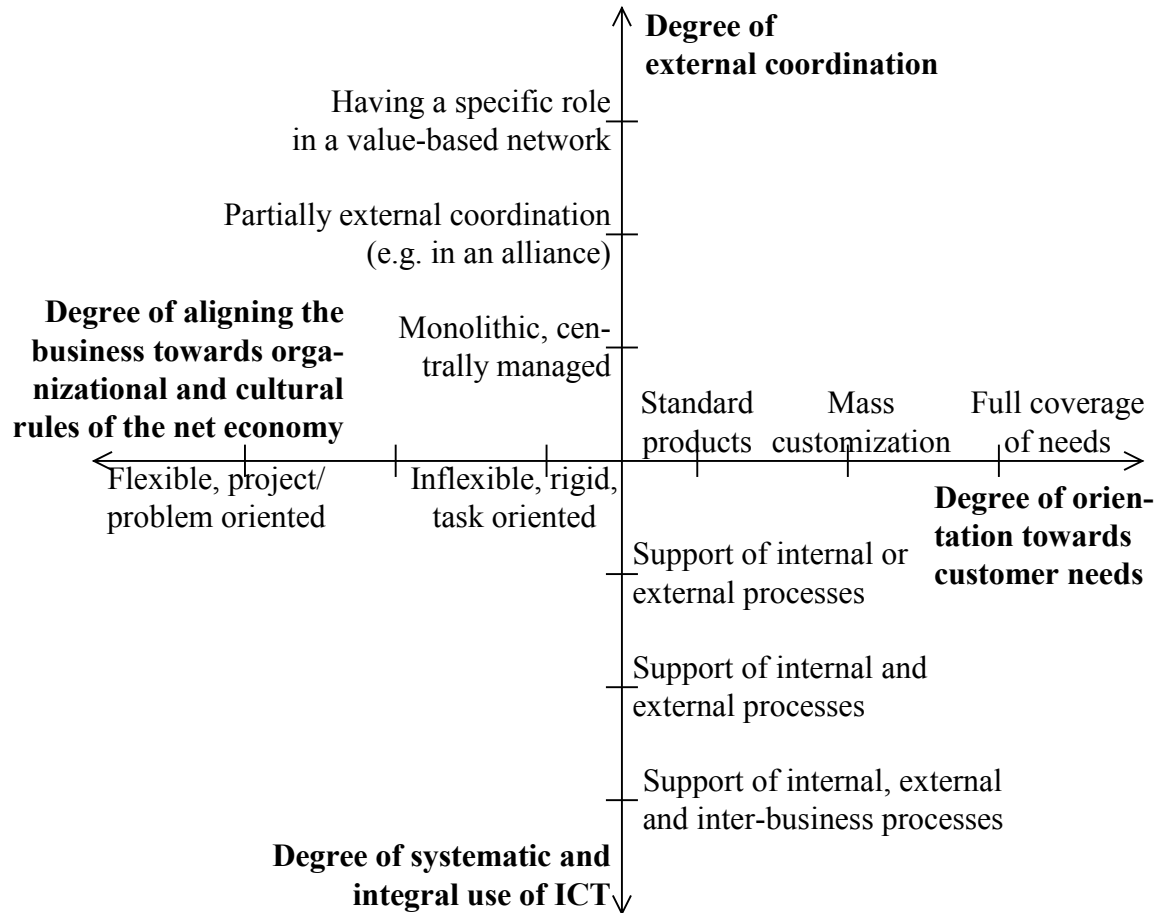 Degree of
external coordination
Having a specific role
in a value-based network
Partially external coordination
(e.g. in an alliance)
Degree of aligning the
business towards orga-
nizational and cultural
rules of the net economy
Monolithic, cen-
trally managed
Standard
products
Mass
customization
Full coverage
of needs
Flexible, project/
problem oriented
Inflexible, rigid,
task oriented
Degree of orien-
tation towards
customer needs
Support of internal or
external processes
Support of internal and
external processes
Support of internal, external
and inter-business processes
Degree of systematic and
integral use of ICT